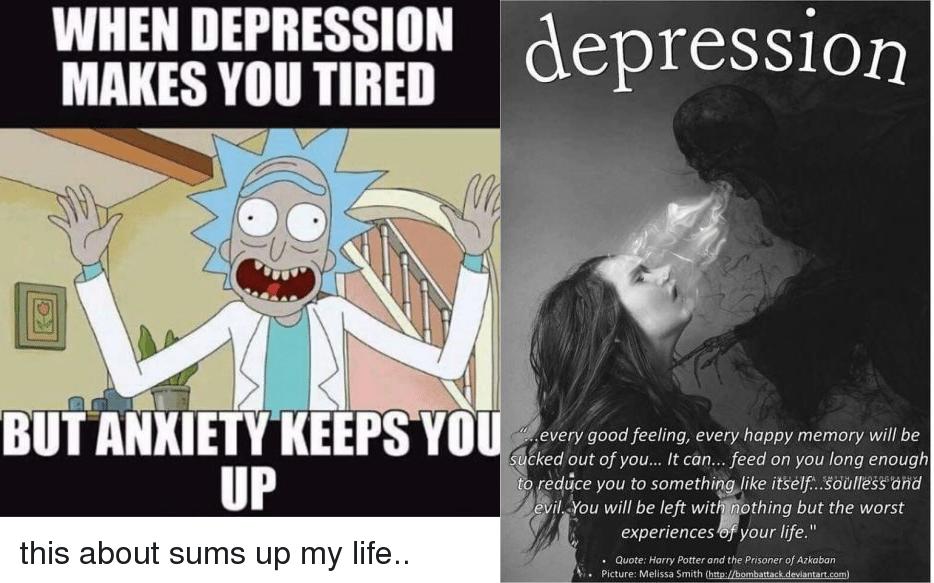 WHEN DEPRESSION
MAKES YOU TIRED
BUT ANXIETY KEEPS YOU
UP
this about sums up my life..
depression
"...every good feeling, every happy memory will be
sucked out of you... It can... feed on you long enough
to reduce you to something like itself...soulless and
evil. You will be left with nothing but the worst
experiences of your life."
• Quote: Harry Potter and the Prisoner of Azkaban
• Picture: Melissa Smith (http://bombattack.deviantart.com)